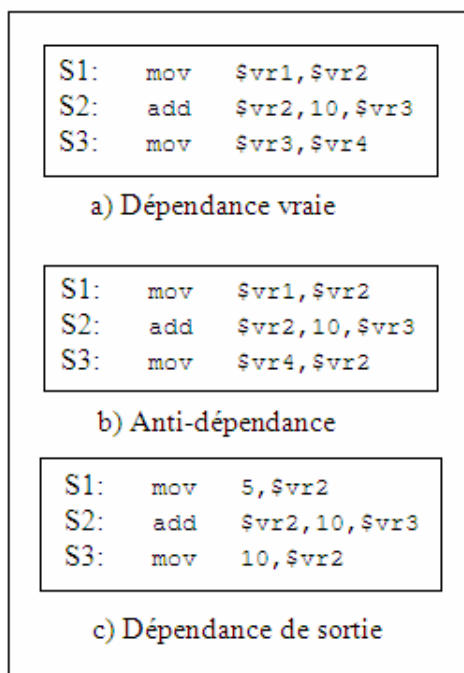 S1: mov $vr1,$vr2
S2: add $vr2,10,$vr3
S3: mov $vr3,$vr4
a) Dépendance vraie
S1: mov $vr1,$vr2
S2: add $vr2,10,$vr3
S3: mov $vr4,$vr2
b) Anti-dépendance
S1: mov 5,$vr2
S2: add $vr2,10,$vr3
S3: mov 10,$vr2
c) Dépendance de sortie